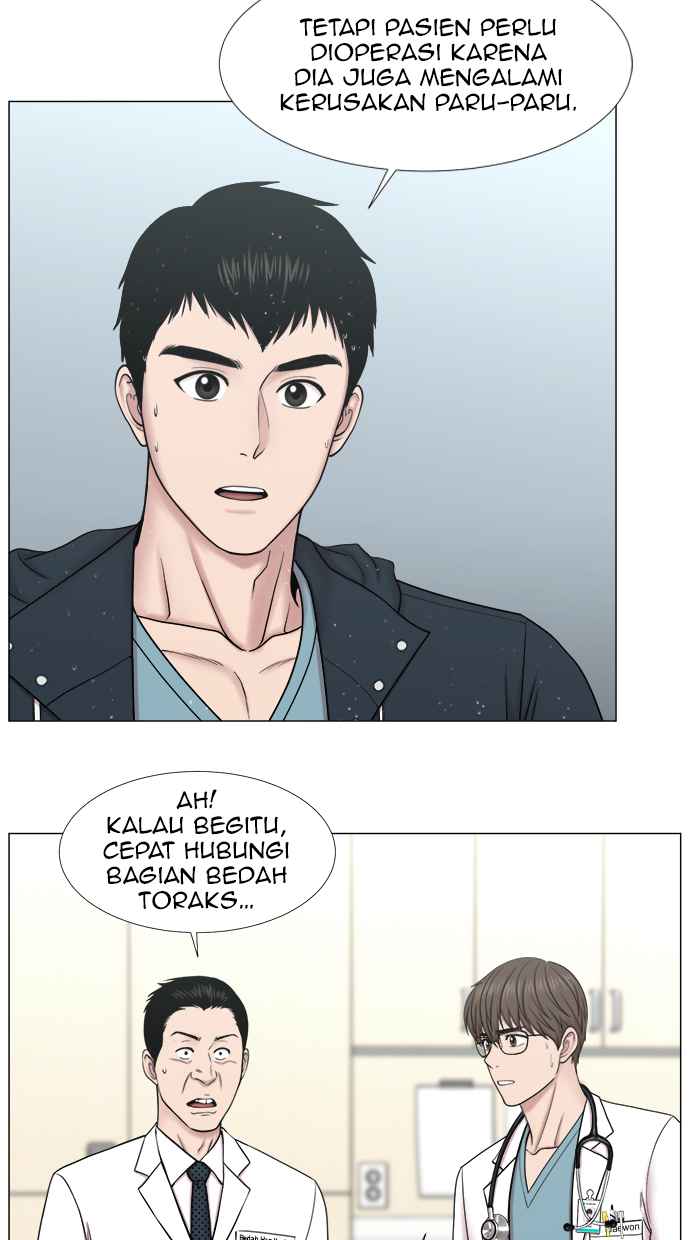 TETAPI PASIEN PERLU
DIOPERASI KARENA
DIA JUGA MENGALAMI
KERUSAKAN PARU-PARU.
AH!
KALAU BEGITU,
CEPAT HUBUNGI
BAGIAN BEDAH
TORAKS...
Bedah